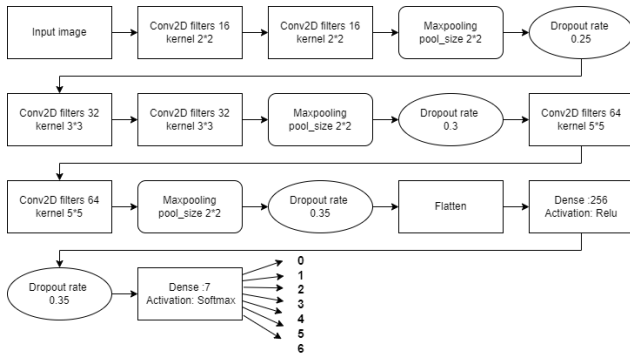 Input image
Conv2D filters 16
kernel 2*2
Conv2D filters 16
kernel 2*2
Maxpooling
pool_size 2*2
Dropout rate
0.25
Conv2D filters 32
kernel 3*3
Conv2D filters 32
kernel 3*3
Maxpooling
pool_size 2*2
Dropout rate
0.3
Conv2D filters 64
kernel 5*5
Conv2D filters 64
kernel 5*5
Maxpooling
pool_size 2*2
Dropout rate
0.35
Flatten
Dense :256
Activation: Relu
Dropout rate
0.35
Dense :7
Activation: Softmax
0
1
2
3
4
5
6